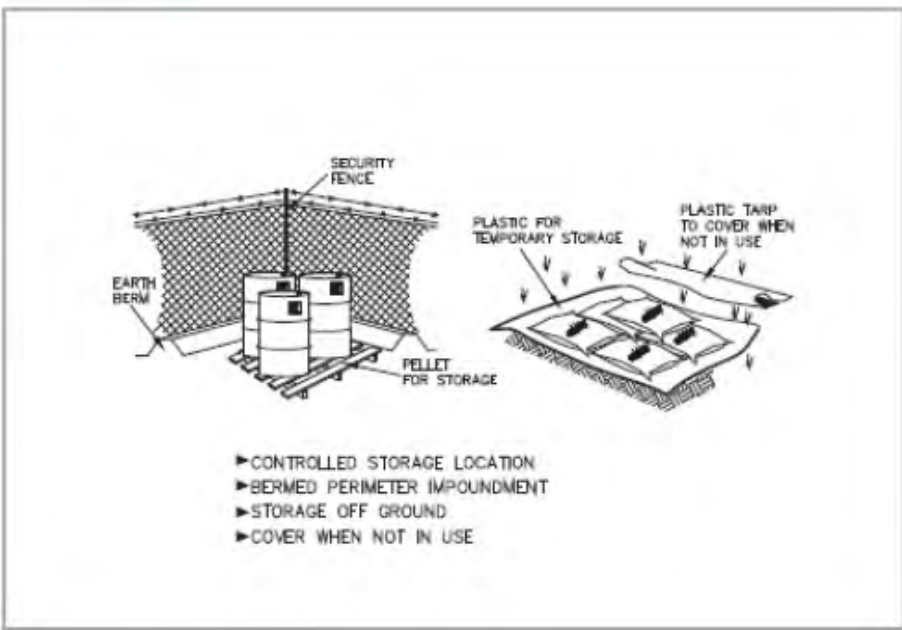 SECURITY
FENCE
EARTH
BERM
PELLET
FOR STORAGE
PLASTIC FOR
TEMPORARY STORAGE
PLASTIC TARP
TO COVER WHEN
NOT IN USE
►CONTROLLED STORAGE LOCATION
►BERMED PERIMETER IMPOUNDMENT
►STORAGE OFF GROUND
►COVER WHEN NOT IN USE